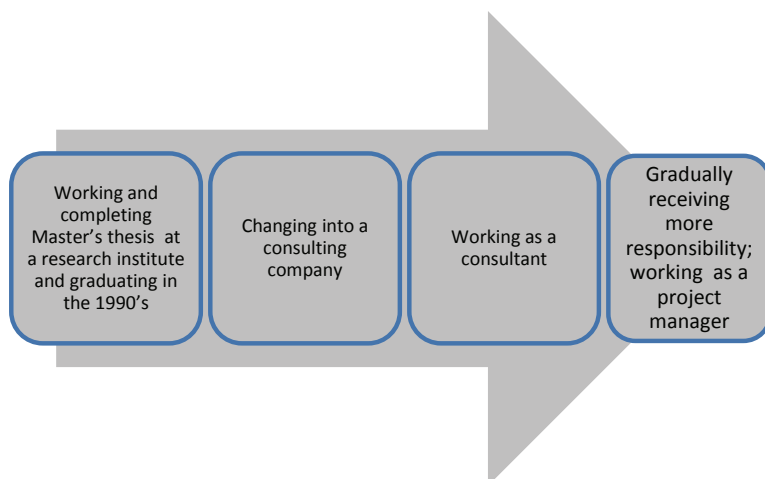 Working and
completing
Master’s thesis  at
a research institute
and graduating in
the 1990’s
Changing into a
consulting
company
Working as a
consultant
Gradually
receiving
more
responsibility;
working  as a
project
manager